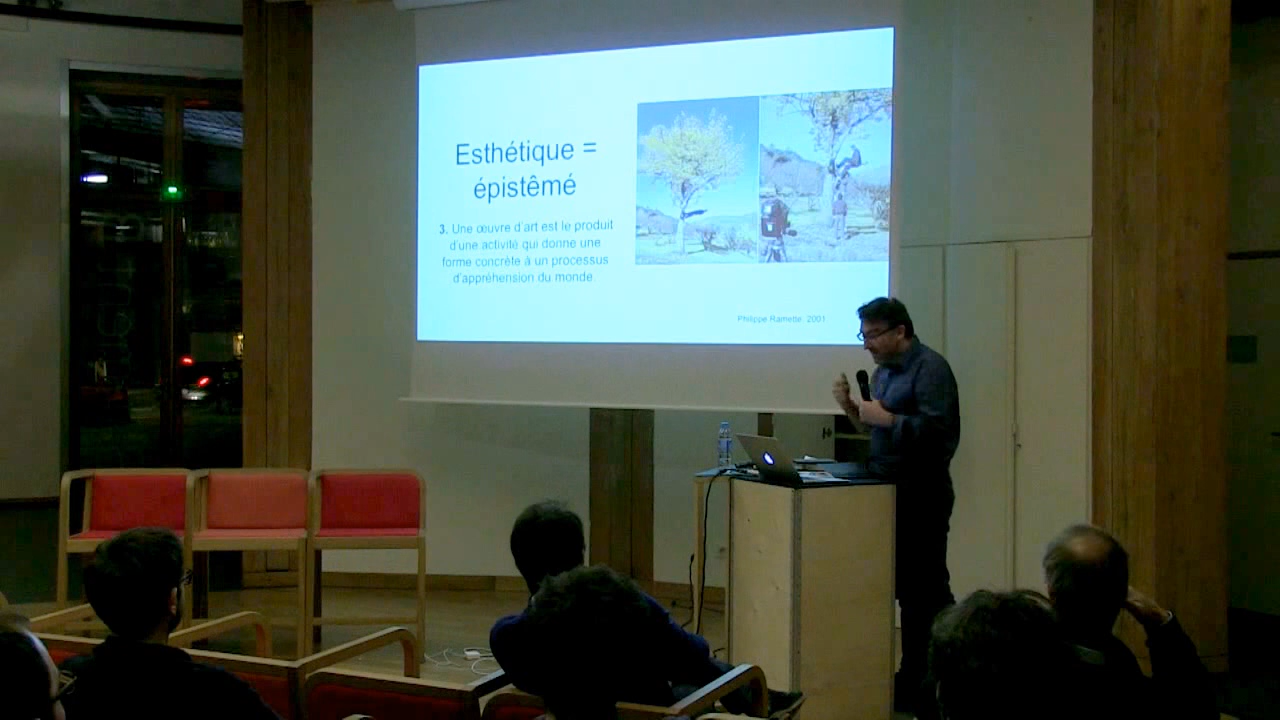 Esthétique =
épistêmé
3. Une œuvre d'art est le produit
d'une activité qui donne une
forme concrète à un processus
d'appréhension du monde.
Philippe Ramette, 2001